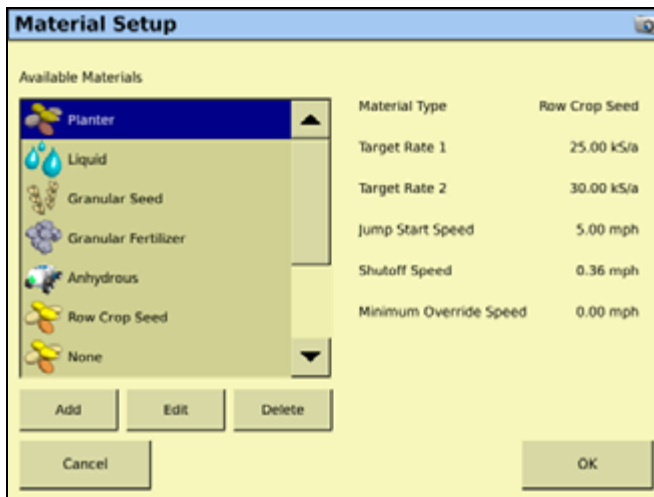 Material Setup
Available Materials
Planter
Liquid
Granular Seed
Granular Fertilizer
Anhydrous
Row Crop Seed
None
Material Type Row Crop Seed
Target Rate 1 25.00 kS/a
Target Rate 2 30.00 kS/a
Jump Start Speed 5.00 mph
Shutoff Speed 0.36 mph
Minimum Override Speed 0.00 mph
Add Edit Delete
Cancel OK